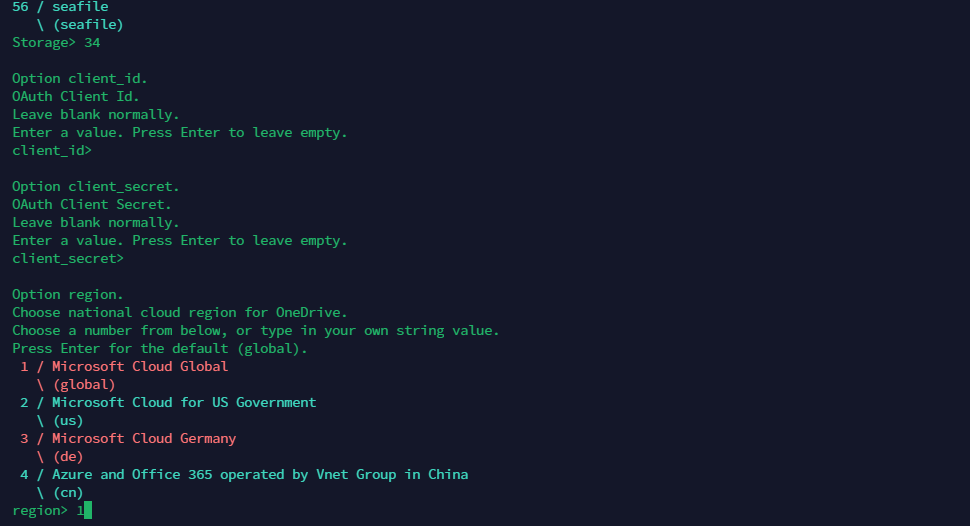 56 / seafile
\ (seafile)
Storage> 34
Option client_id.
OAuth Client Id.
Leave blank normally.
Enter a value. Press Enter to leave empty.
client_id>
Option client_secret.
OAuth Client Secret.
Leave blank normally.
Enter a value. Press Enter to leave empty.
client_secret>
Option region.
Choose national cloud region for OneDrive.
Choose a number from below, or type in your own string value.
Press Enter for the default (global).
1 / Microsoft Cloud Global
\ (global)
2 / Microsoft Cloud for US Government
\ (us)
3 / Microsoft Cloud Germany
\ (de)
4 / Azure and Office 365 operated by Vnet Group in China
\ (cn)
region> 1